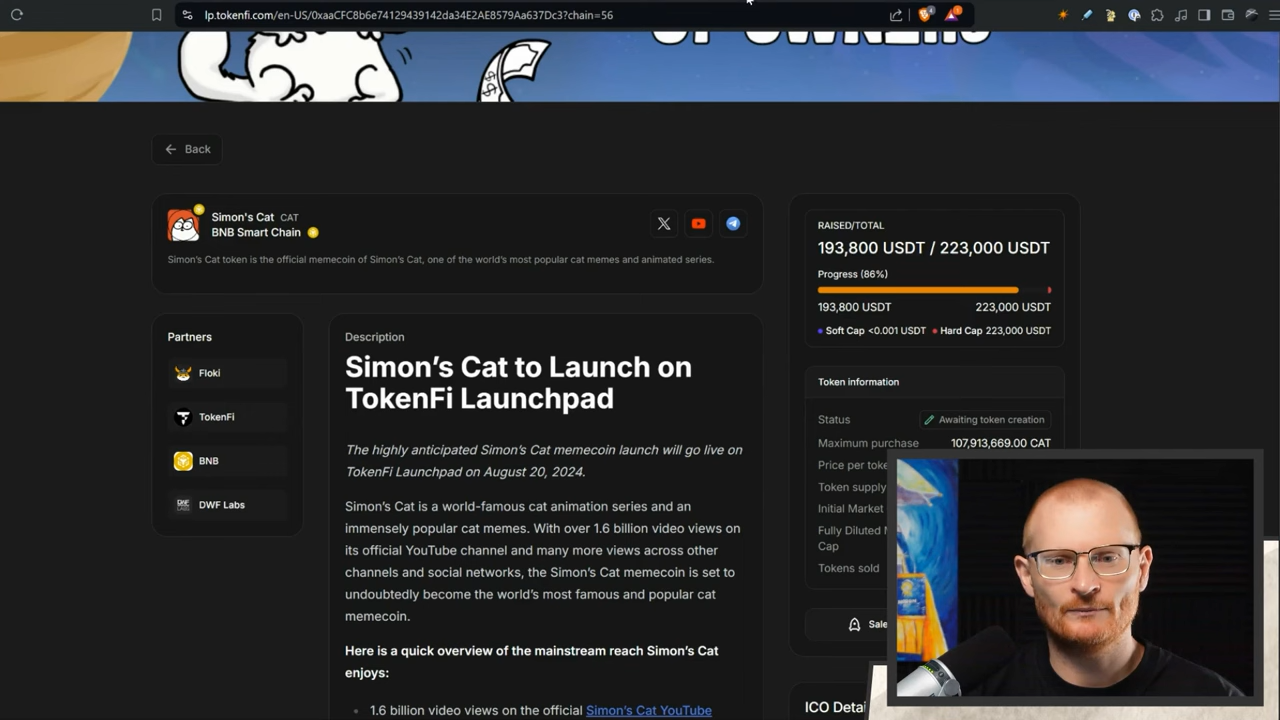 lp.tokenfi.com/en-US/0xaaCFC8b6e74129439142da34E2AE8579Aa637Dc3?chain=56
OF OWNERS
Back
Simon's Cat CAT
BNB Smart Chain
Simon's Cat token is the official memecoin of Simon's Cat, one of the world's most popular cat memes and animated series.
Partners
Floki
TokenFi
BNB
DWF Labs
Description
Simon's Cat to Launch on
TokenFi Launchpad
The highly anticipated Simon's Cat memecoin launch will go live on
TokenFi Launchpad on August 20, 2024.
Simon's Cat is a world-famous cat animation series and an
immensely popular cat memes. With over 1.6 billion video views on
its official YouTube channel and many more views across other
channels and social networks, the Simon's Cat memecoin is set to
undoubtedly become the world's most famous and popular cat
memecoin.
Here is a quick overview of the mainstream reach Simon's Cat
enjoys:
1.6 billion video views on the official Simon's Cat YouTube
RAISED/TOTAL
193,800 USDT / 223,000 USDT
Progress (86%)
193,800 USDT 223,000 USDT
Soft Cap <0.001 USDT Hard Cap 223,000 USDT
Token information
Status Awaiting token creation
Maximum purchase 107,913,669.00 CAT
Price per toke
Token supply
Initial Market
Fully Diluted M
Cap
Tokens sold
Sale
ICO Detai